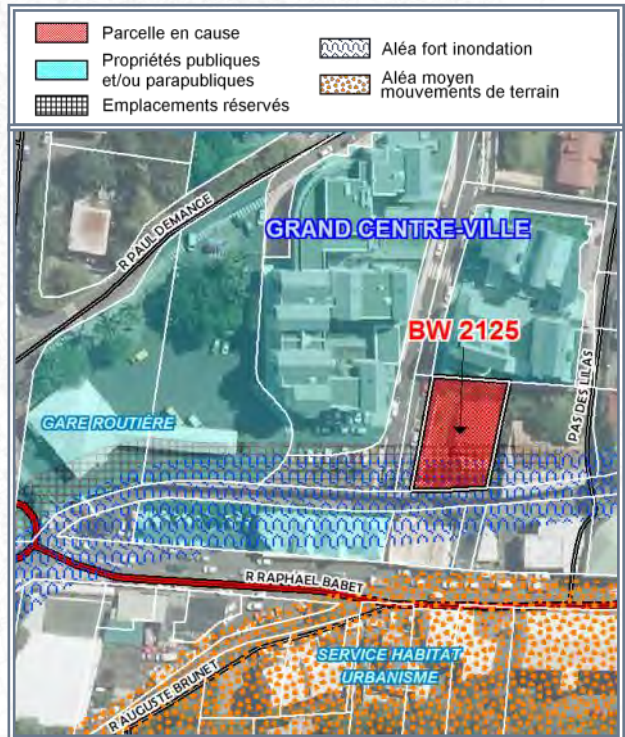 Parcelle en cause
Propriétés publiques
et/ou parapubliques
Emplacements réservés
Aléa fort inondation
Aléa moyen
mouvements de terrain
R PAUL DEMANGE
GRAND CENTRE-VILLE
BW 2125
PAS DES LILAS
GARE ROUTIÈRE
R RAPHAEL BABET
SERVICE HABITAT
URBANISME
R AUGUSTE BRUNET